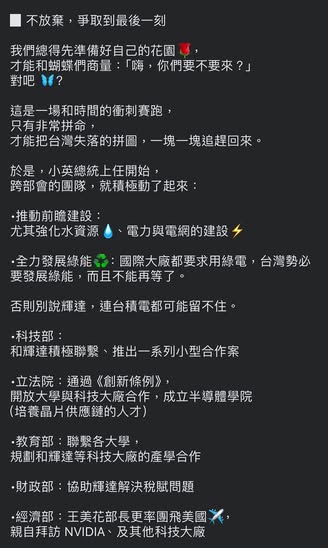 ⬜ 不放棄，爭取到最後一刻
我們總得先準備好自己的花園🌹，
才能和蝴蝶們商量：「嗨，你們要不要來？」
對吧 🦋？
這是一場和時間的衝刺賽跑，
只有非常拼命，
才能把台灣失落的拼圖，一塊一塊追趕回來。
於是，小英總統上任開始，
跨部會的團隊，就積極動了起來：
•推動前瞻建設：
尤其強化水資源💧、電力與電網的建設⚡
•全力發展綠能♻️：國際大廠都要求用綠電，台灣勢必
要發展綠能，而且不能再等了。
否則別說輝達，連台積電都可能留不住。
•科技部：
和輝達積極聯繫、推出一系列小型合作案
•立法院：通過《創新條例》，
開放大學與科技大廠合作，成立半導體學院
(培養晶片供應鏈的人才)
•教育部：聯繫各大學，
規劃和輝達等科技大廠的產學合作
•財政部：協助輝達解決稅賦問題
•經濟部：王美花部長更率團飛美國✈️，
親自拜訪 NVIDIA、及其他科技大廠